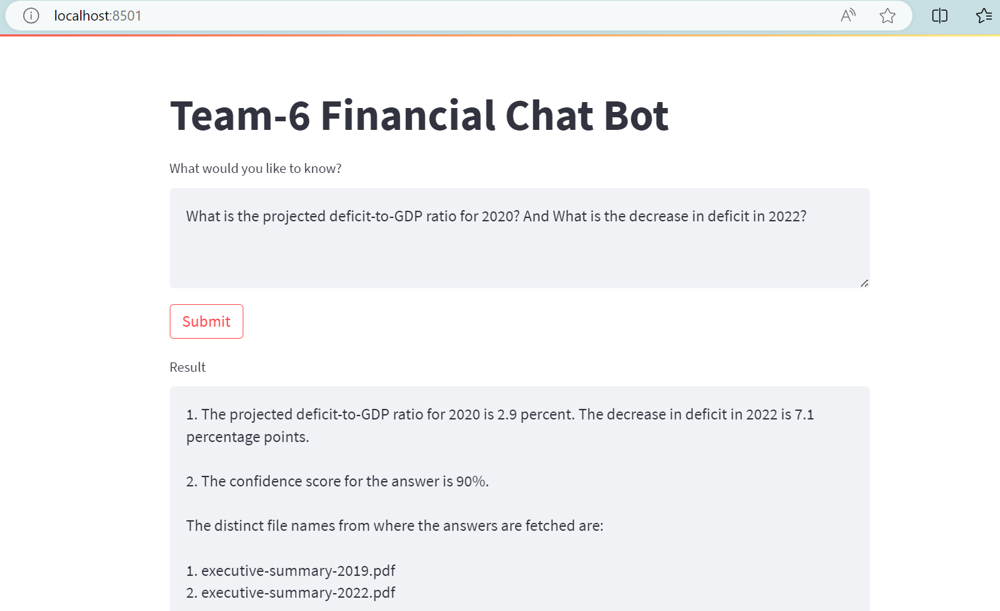 localhost:8501
Team-6 Financial Chat Bot
What would you like to know?
What is the projected deficit-to-GDP ratio for 2020? And What is the decrease in deficit in 2022?
Submit
Result
1. The projected deficit-to-GDP ratio for 2020 is 2.9 percent. The decrease in deficit in 2022 is 7.1
percentage points.
2. The confidence score for the answer is 90%.
The distinct file names from where the answers are fetched are:
1. executive-summary-2019.pdf
2. executive-summary-2022.pdf